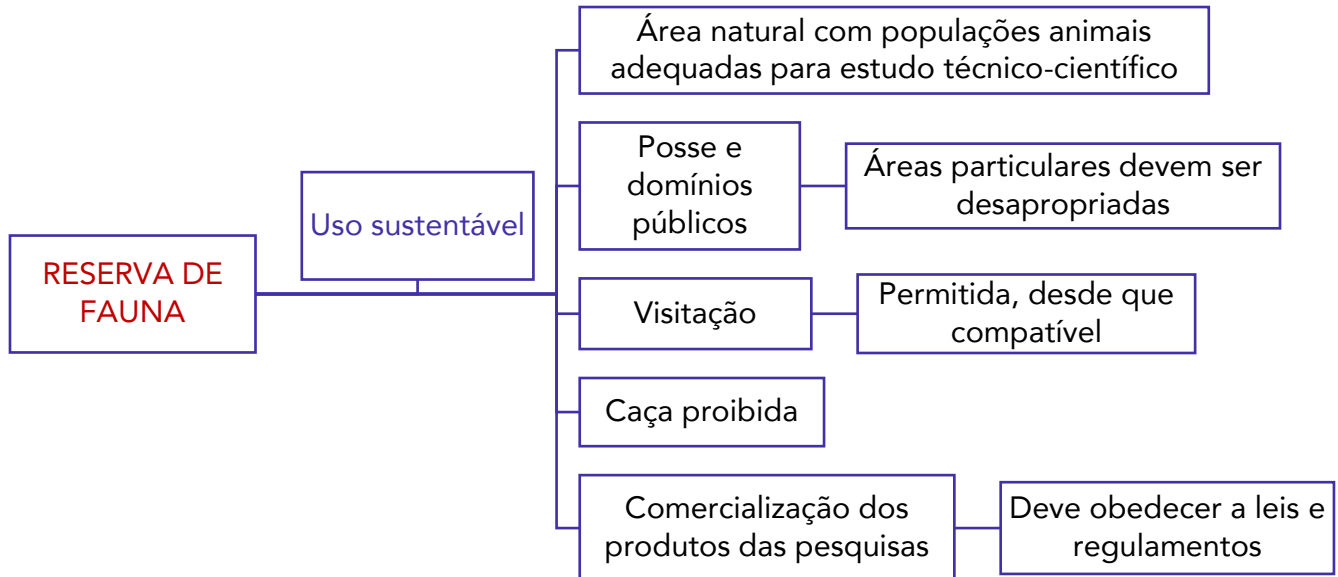 RESERVA DE
FAUNA
Uso sustentável
Área natural com populações animais
adequadas para estudo técnico-científico
Posse e
domínios
públicos
Áreas particulares devem ser
desapropriadas
Visitação
Permitida, desde que
compatível
Caça proibida
Comercialização dos
produtos das pesquisas
Deve obedecer a leis e
regulamentos